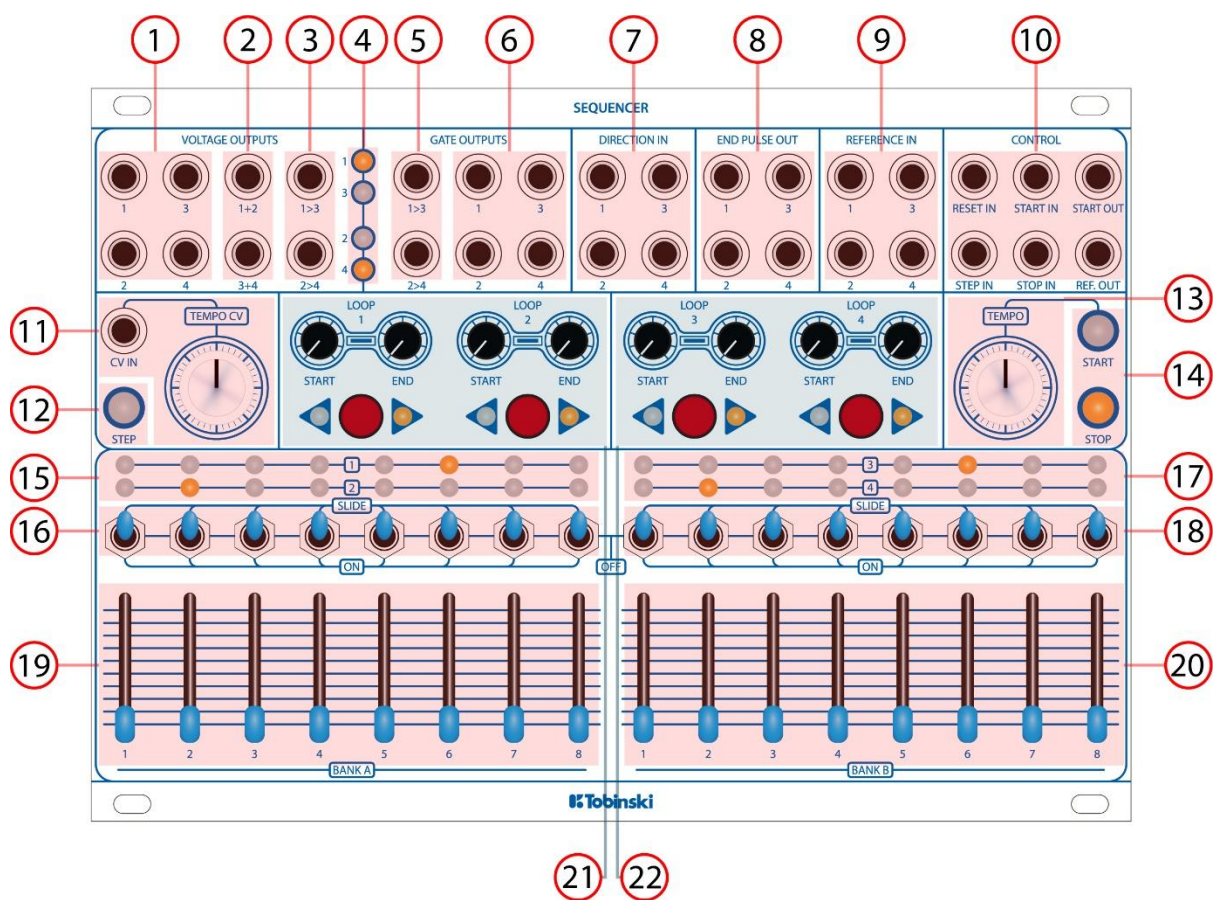 1 2 3 4 5 6 7 8 9 10
SEQUENCER
VOLTAGE OUTPUTS GATE OUTPUTS DIRECTION IN END PULSE OUT REFERENCE IN CONTROL
1
3
1 3 1+2 1>3 1>3 1 3 1 3 1 3 1 3 RESET IN START IN START OUT
2
4
2 4 3+4 2>4 2>4 2 4 2 4 2 4 2 4 STEP IN STOP IN REF. OUT
13
11
CV IN
TEMPO CV
LOOP
1
START END
LOOP
2
START END
LOOP
3
START END
LOOP
4
START END
TEMPO
START
14
12
STEP
STOP
15
1 3
2 4
17
16
SLIDE SLIDE
18
ON OFF ON
19
20
1 2 3 4 5 6 7 8 1 2 3 4 5 6 7 8
BANK A BANK B
Tobinski
21 22